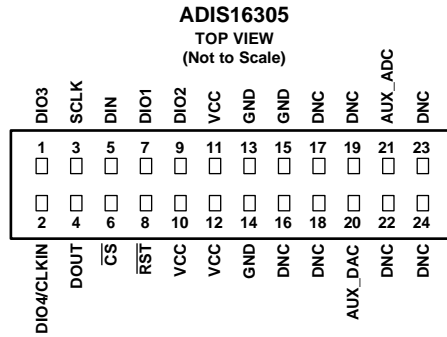 ADIS16305
TOP VIEW
(Not to Scale)
DIO3 SCLK DIN DIO1 DIO2 VCC GND GND DNC DNC AUX_ADC DNC
1 3 5 7 9 11 13 15 17 19 21 23
2 4 6 8 10 12 14 16 18 20 22 24
DIO4/CLKIN DOUT CS RST VCC VCC GND DNC DNC AUX_DAC DNC DNC